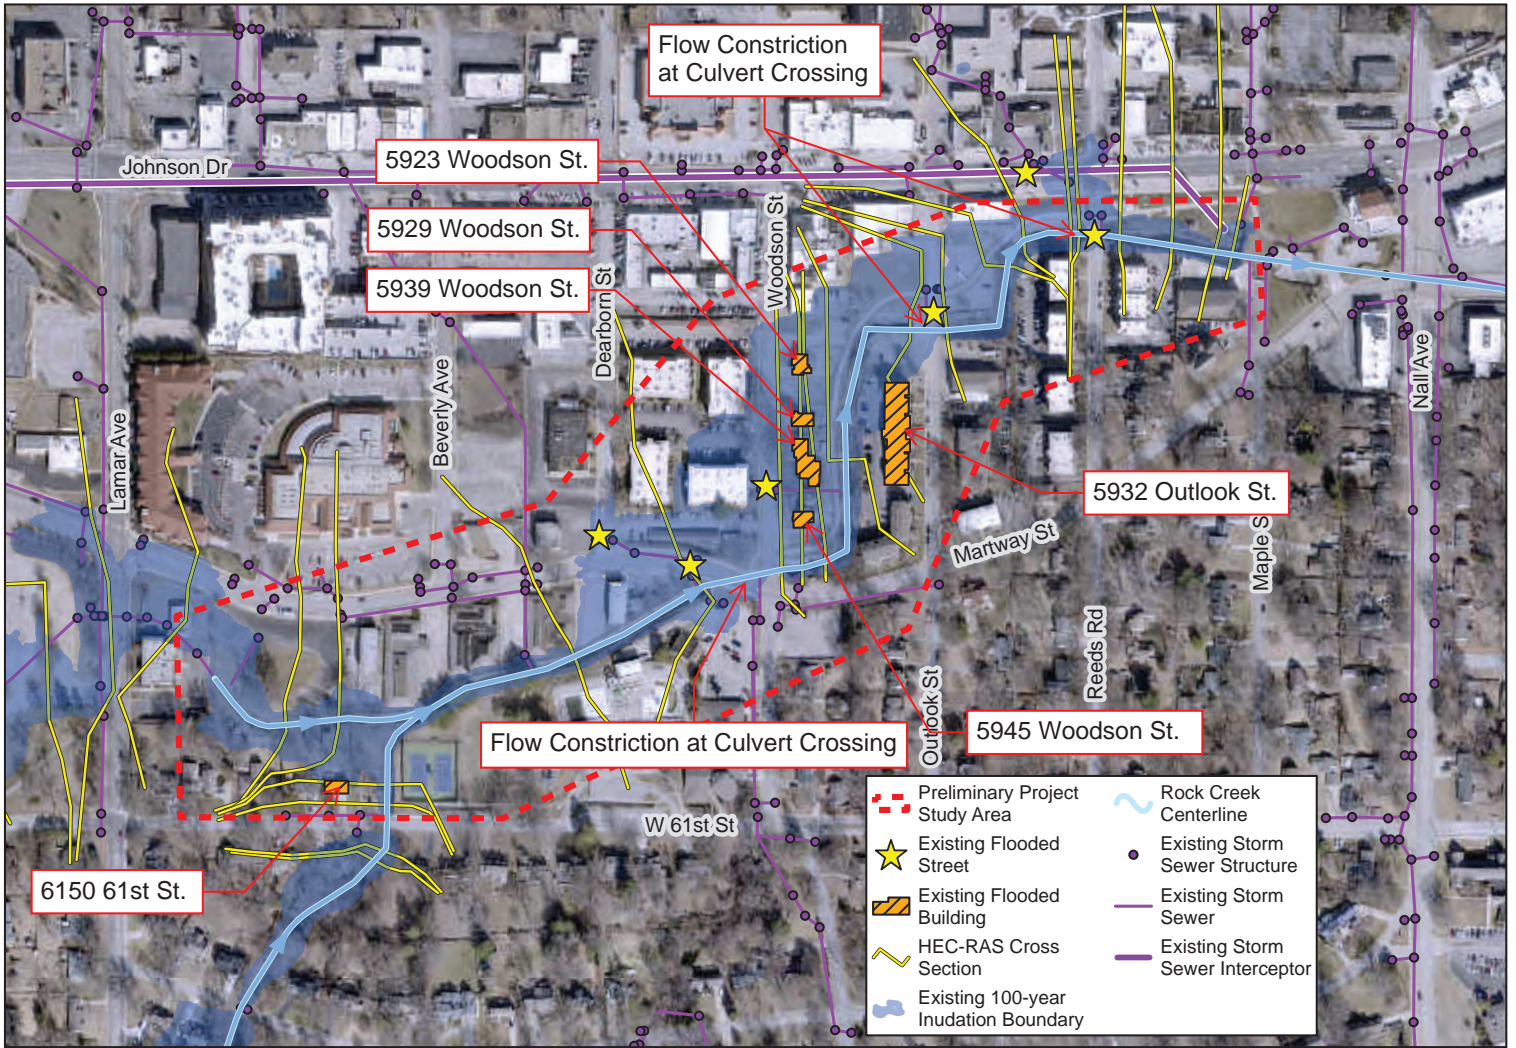 Flow Constriction
at Culvert Crossing
Johnson Dr
5923 Woodson St.
5929 Woodson St.
5939 Woodson St.
Woodson St
Dearborn St
Beverly Ave
Lamar Ave
Nall Ave
5932 Outlook St.
Martway St
Maple S
Reeds Rd
Outlook St
5945 Woodson St.
Flow Constriction at Culvert Crossing
W 61st St
6150 61st St.
Preliminary Project
Study Area
Existing Flooded
Street
Existing Flooded
Building
HEC-RAS Cross
Section
Existing 100-year
Inudation Boundary
Rock Creek
Centerline
Existing Storm
Sewer Structure
Existing Storm
Sewer
Existing Storm
Sewer Interceptor